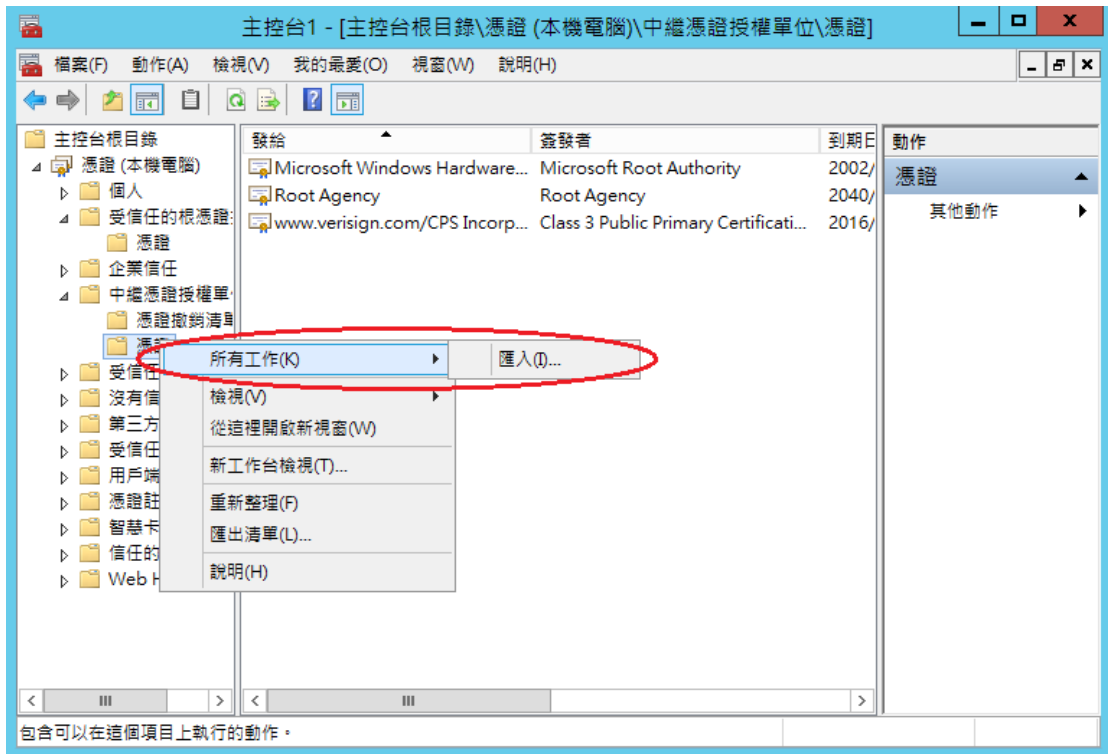 主控台1 - [主控台根目錄\憑證 (本機電腦)\中繼憑證授權單位\憑證]
檔案(F) 動作(A) 檢視(V) 我的最愛(O) 視窗(W) 說明(H)
主控台根目錄
憑證 (本機電腦)
個人
受信任的根憑證
憑證
企業信任
中繼憑證授權單
憑證撤銷清單
憑證
受信任
沒有信
第三方
受信任
用戶端
憑證註
智慧卡
信任的
Web H
發給 簽發者 到期日
Microsoft Windows Hardware... Microsoft Root Authority 2002/
Root Agency Root Agency 2040/
www.verisign.com/CPS Incorp... Class 3 Public Primary Certificati... 2016/
所有工作(K) 匯入(I)...
檢視(V)
從這裡開啟新視窗(W)
新工作台檢視(T)...
重新整理(F)
匯出清單(L)...
說明(H)
動作
憑證
其他動作
包含可以在這個項目上執行的動作。